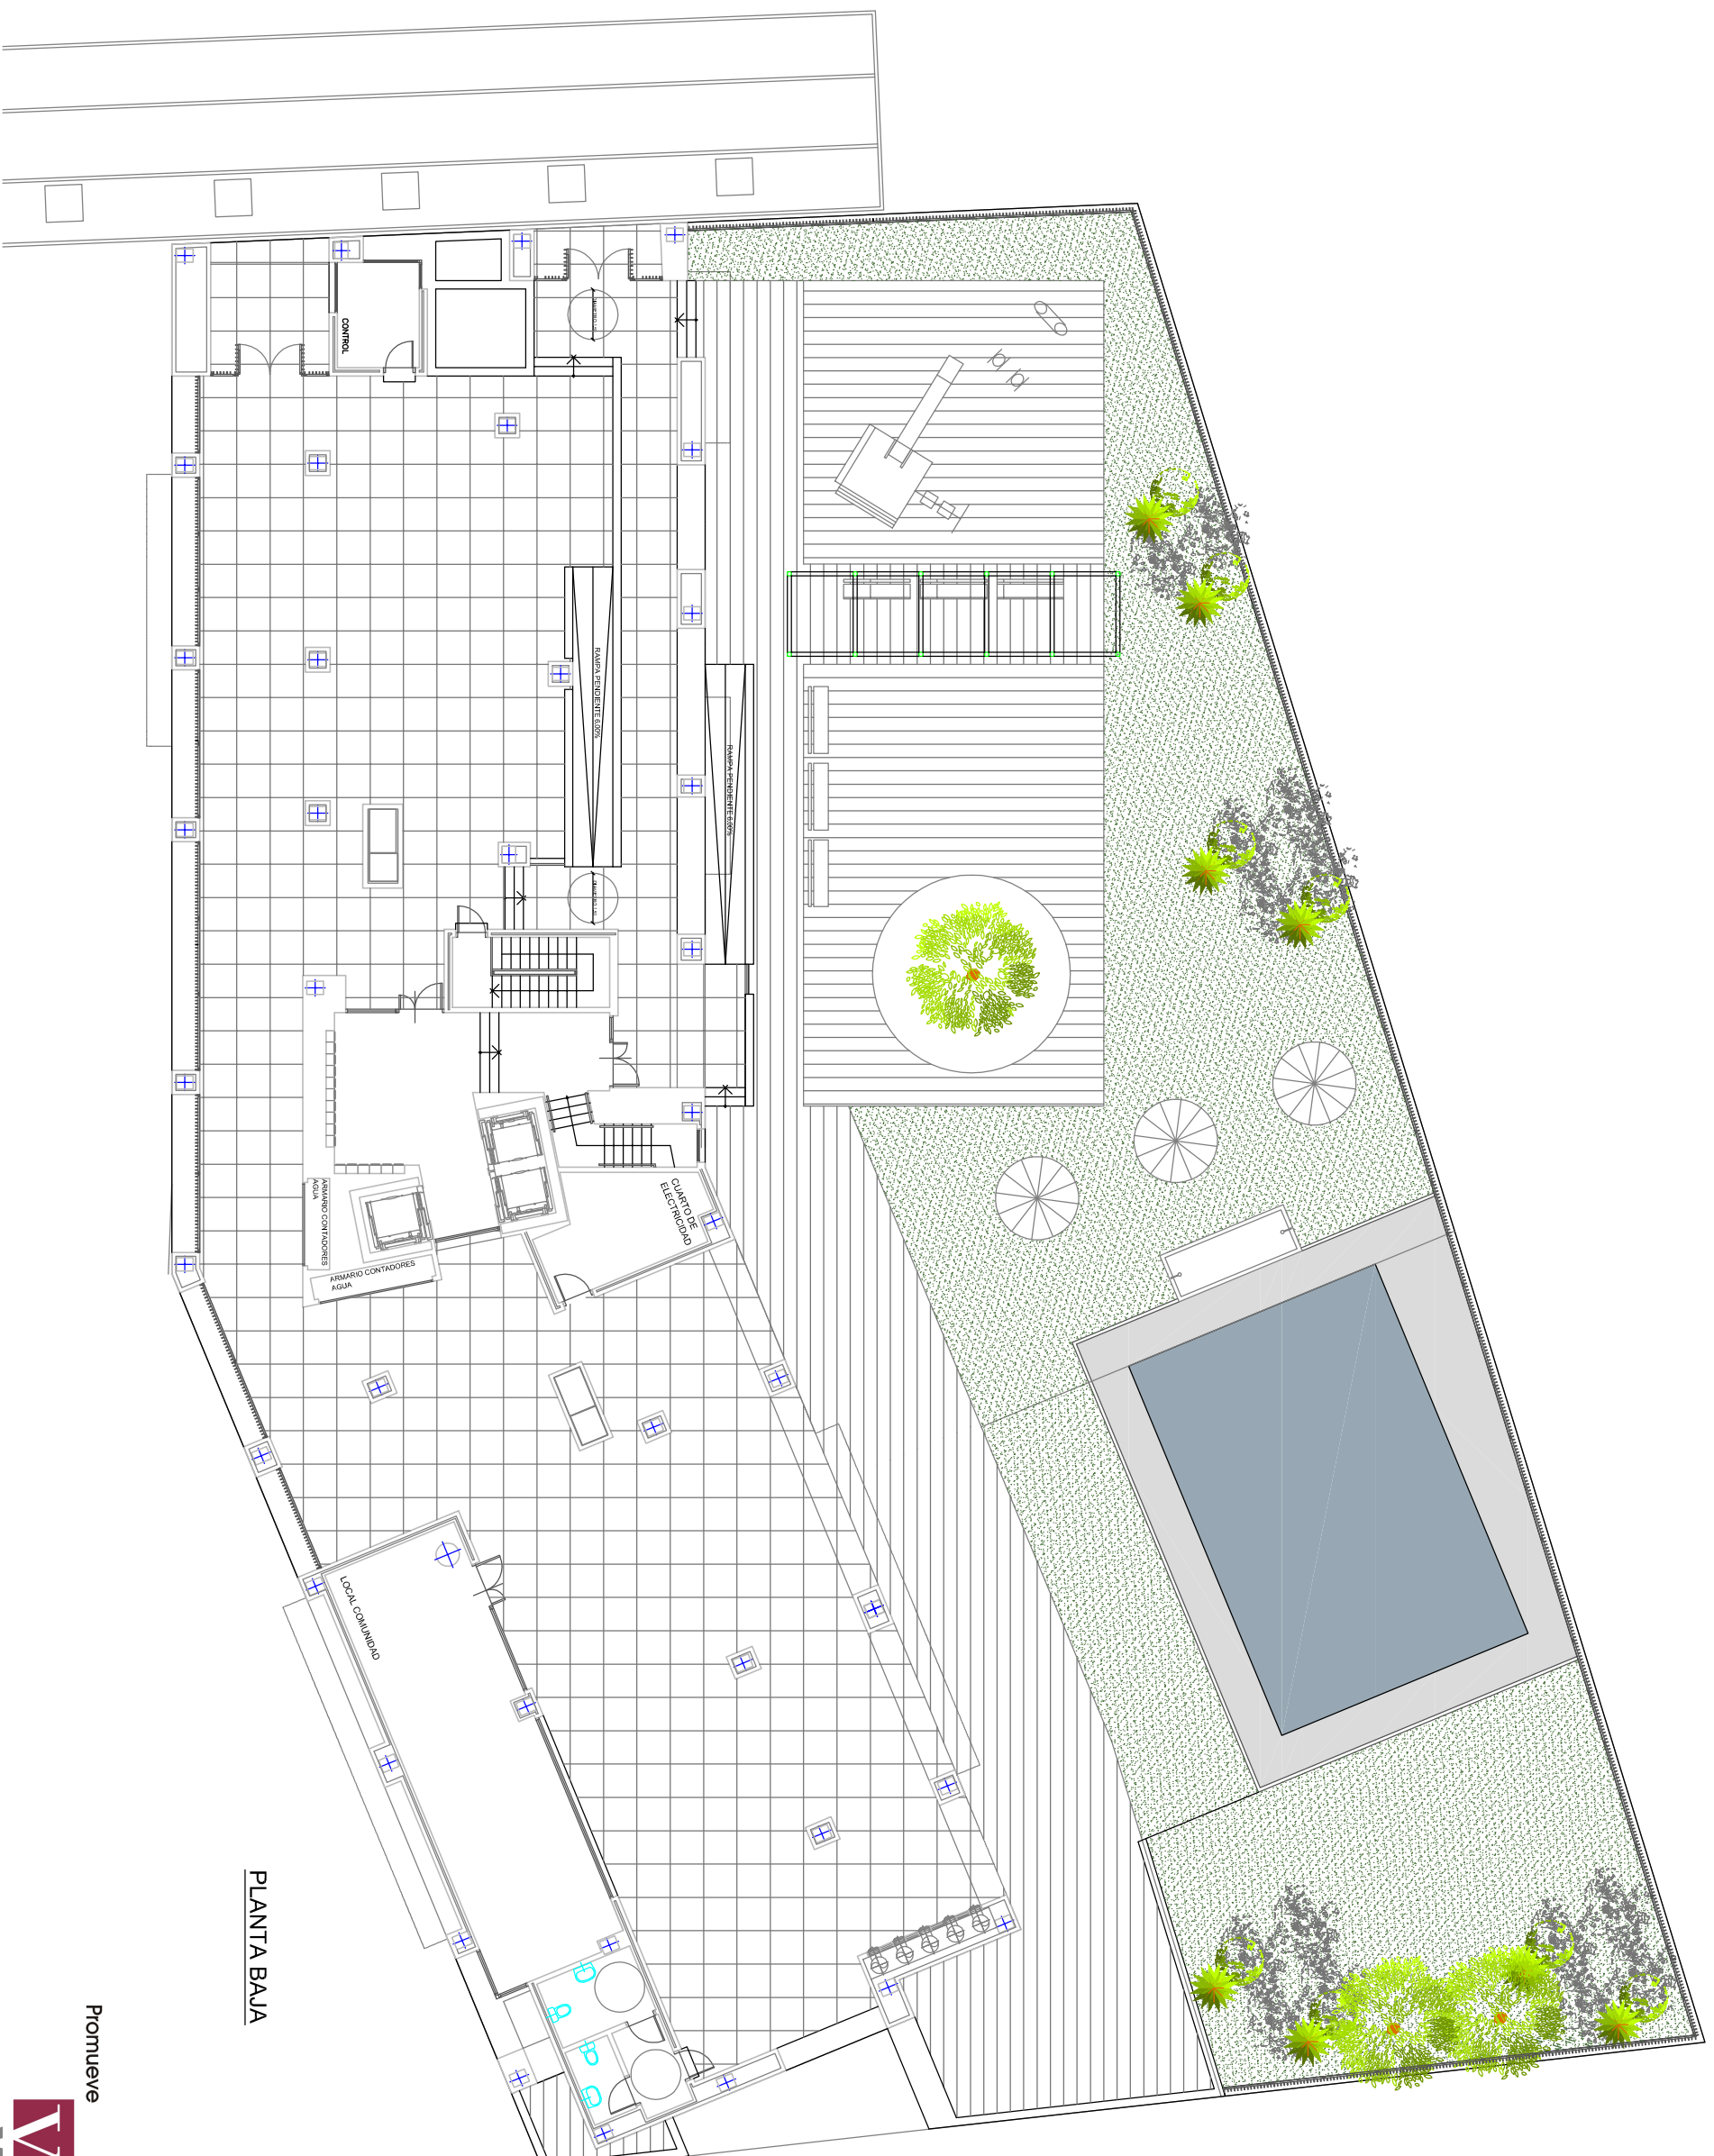 CONTROL
RAMPA PENDIENTE 6.00%
RAMPA PENDIENTE 6.00%
CUARTO DE
ELECTRICIDAD
ARMARIO CONTADORES
AGUA
ARMARIO CONTADORES
AGUA
LOCAL COMUNIDAD
PLANTA BAJA
Promueve
V